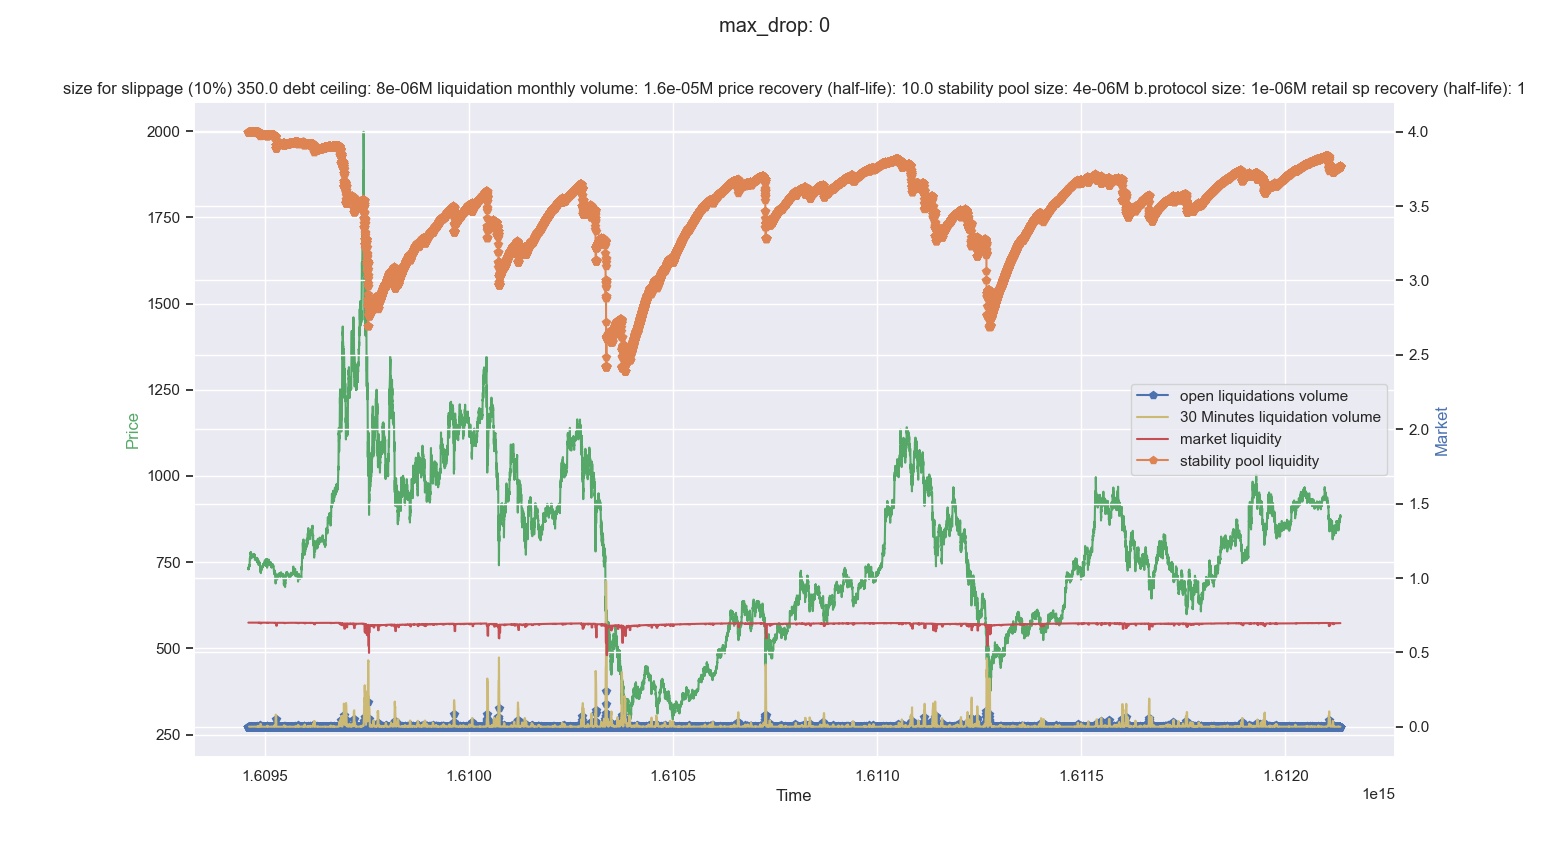 max_drop: 0
size for slippage (10%) 350.0 debt ceiling: 8e-06M liquidation monthly volume: 1.6e-05M price recovery (half-life): 10.0 stability pool size: 4e-06M b.protocol size: 1e-06M retail sp recovery (half-life): 1
2000
1750
1500
1250
1000
750
500
250
Price
4.0
3.5
3.0
2.5
2.0
1.5
1.0
0.5
0.0
Market
open liquidations volume
30 Minutes liquidation volume
market liquidity
stability pool liquidity
1.6095 1.6100 1.6105 1.6110 1.6115 1.6120
Time
1e15